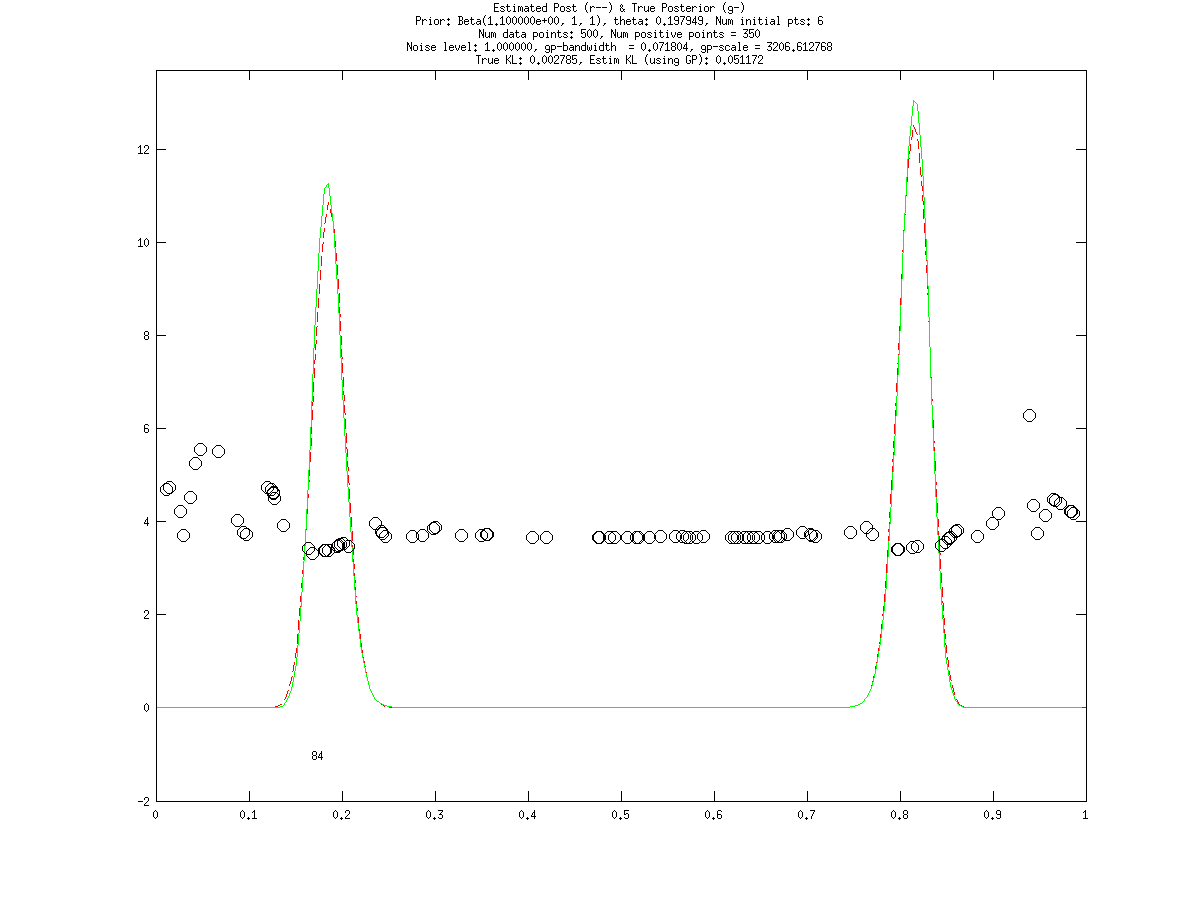 Estimated Post (r--) & True Posterior (g-)
Prior: Beta(1.100000e+00, 1, 1), theta: 0.197949, Num initial pts: 6
Num data points: 500, Num positive points = 350
Noise level: 1.000000, gp-bandwidth  = 0.071804, gp-scale = 3206.612768
True KL: 0.002785, Estim KL (using GP): 0.051172
12
10
8
6
4
2
0
84
-2
0 0.1 0.2 0.3 0.4 0.5 0.6 0.7 0.8 0.9 1